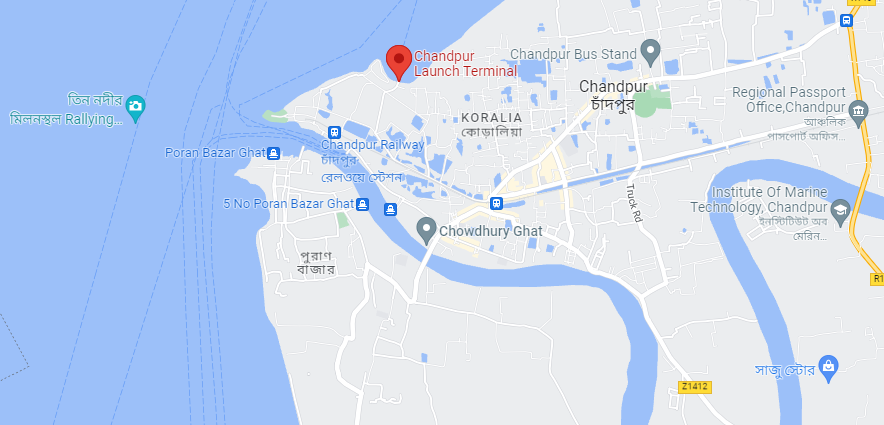 R1412
Chandpur
Launch Terminal
Chandpur Bus Stand
Chandpur
চাঁদপুর
Regional Passport
Office,Chandpur
আঞ্চলিক
পাসপোর্ট অফিস...
তিন নদীর
মিলনস্থল Rallying...
KORALIA
কোড়ালিয়া
Chandpur Railway
চাঁদপুর
রেলওয়ে স্টেশন
Poran Bazar Ghat
Truck Rd
Institute Of Marine
Technology, Chandpur
ইনস্টিটিউট অব
মেরিন...
5 No Poran Bazar Ghat
Chowdhury Ghat
পুরাণ
বাজার
R1
সাজু স্টোর
Z1412